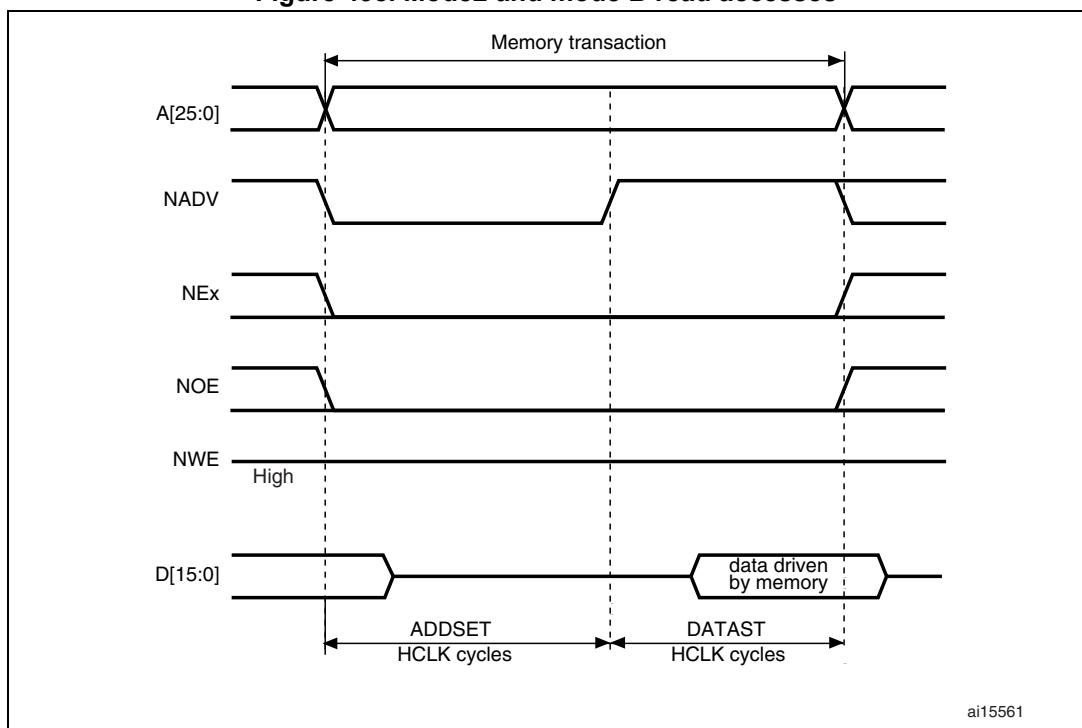 Memory transaction
A[25:0]
NADV
NEx
NOE
NWE
High
D[15:0]
data driven
by memory
ADDSET
HCLK cycles
DATAST
HCLK cycles
ai15561